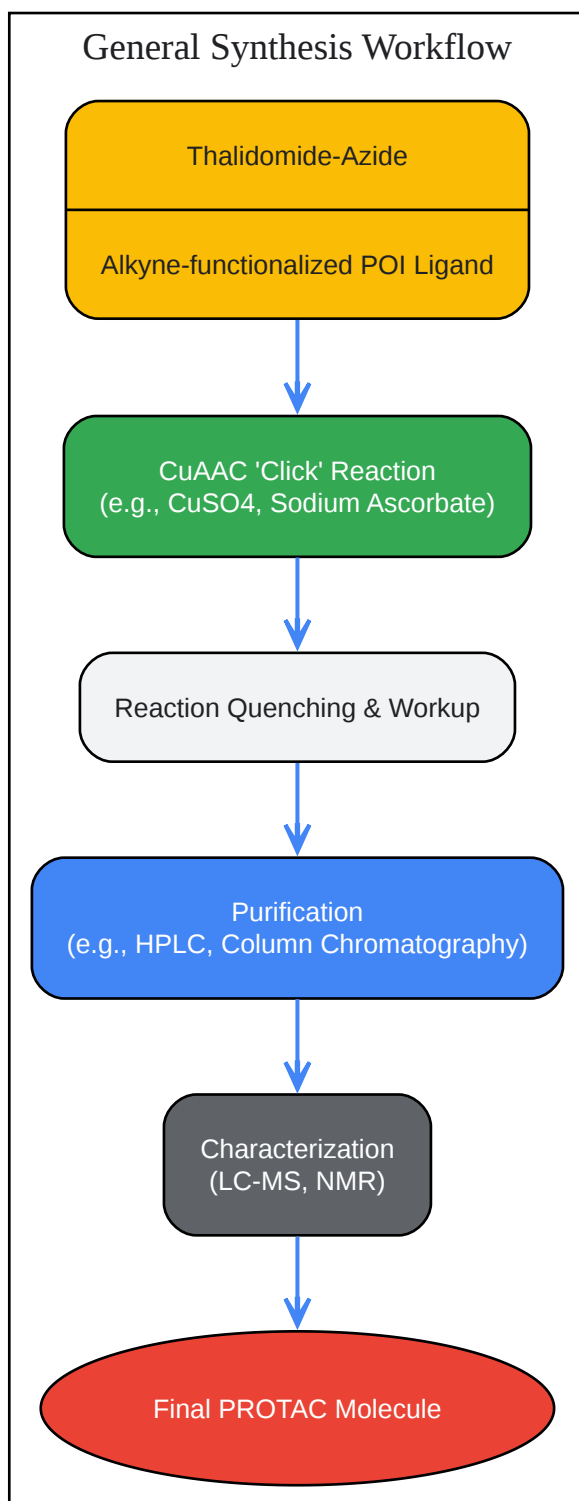 General Synthesis Workflow
Thalidomide-Azide
Alkyne-functionalized POI Ligand
CuAAC 'Click' Reaction
(e.g., CuSO4, Sodium Ascorbate)
Reaction Quenching & Workup
Purification
(e.g., HPLC, Column Chromatography)
Characterization
(LC-MS, NMR)
Final PROTAC Molecule